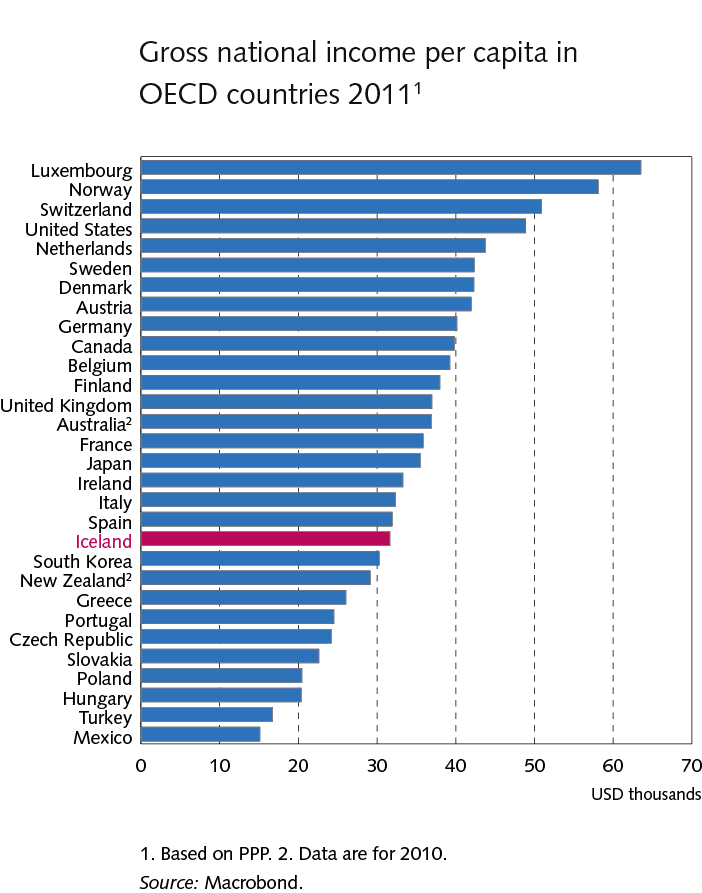 Gross national income per capita in
OECD countries 2011¹
Luxembourg
Norway
Switzerland
United States
Netherlands
Sweden
Denmark
Austria
Germany
Canada
Belgium
Finland
United Kingdom
Australia²
France
Japan
Ireland
Italy
Spain
Iceland
South Korea
New Zealand²
Greece
Portugal
Czech Republic
Slovakia
Poland
Hungary
Turkey
Mexico
0 10 20 30 40 50 60 70
USD thousands
1. Based on PPP. 2. Data are for 2010.
Source: Macrobond.